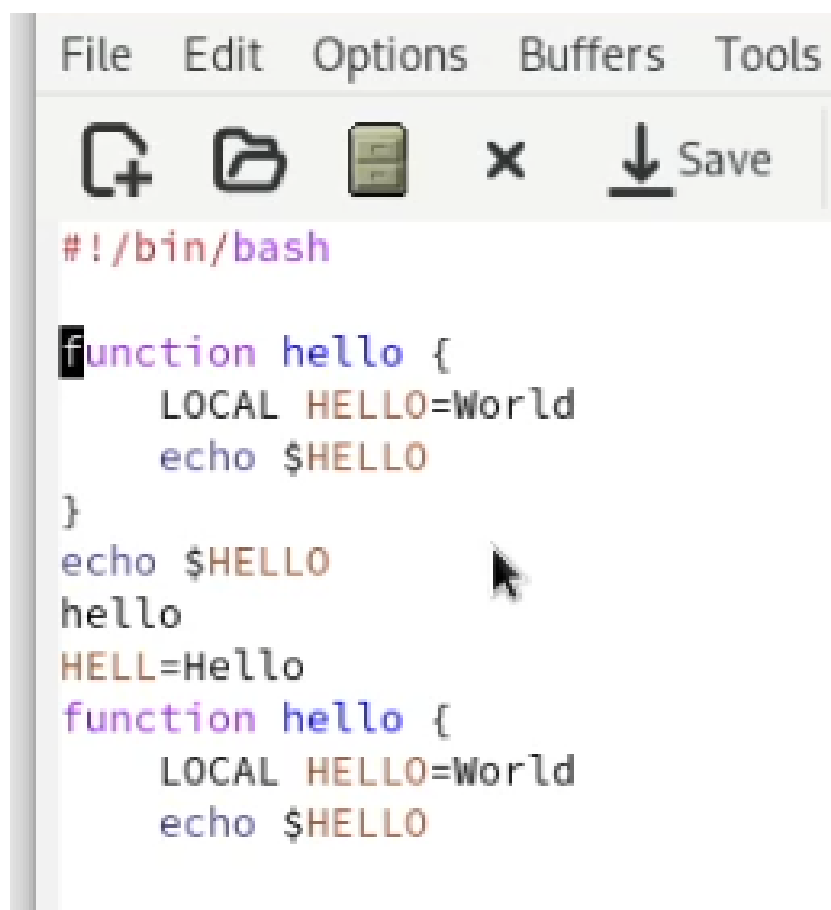 File Edit Options Buffers Tools
Save
#!/bin/bash
function hello {
    LOCAL HELLO=World
    echo $HELLO
}
echo $HELLO
hello
HELL=Hello
function hello {
    LOCAL HELLO=World
    echo $HELLO